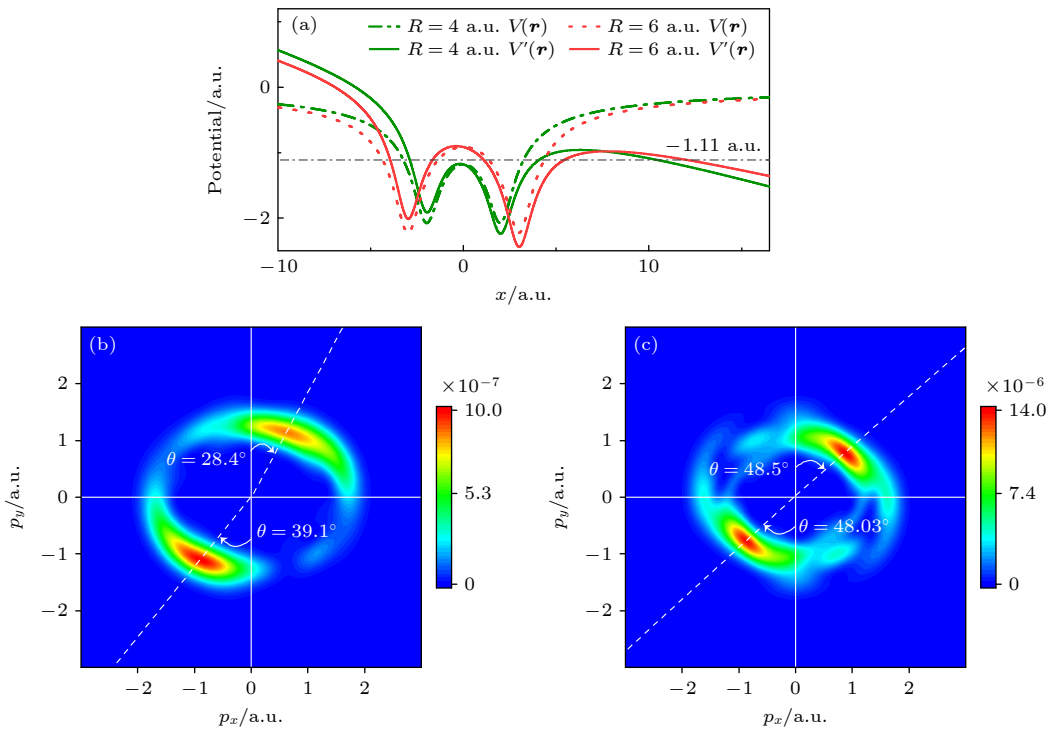 (a)
R = 4 a.u. V(r) R = 6 a.u. V(r)
R = 4 a.u. V′(r) R = 6 a.u. V′(r)
0
−2
Potential/a.u.
−1.11 a.u.
−10 0 10
x/a.u.
(b)
2
1
0
−1
−2
p_y/a.u.
θ = 28.4°
θ = 39.1°
−2 −1 0 1 2
p_x/a.u.
×10⁻⁷
10.0
5.3
0
(c)
2
1
0
−1
−2
p_y/a.u.
θ = 48.5°
θ = 48.03°
−2 −1 0 1 2
p_x/a.u.
×10⁻⁶
14.0
7.4
0